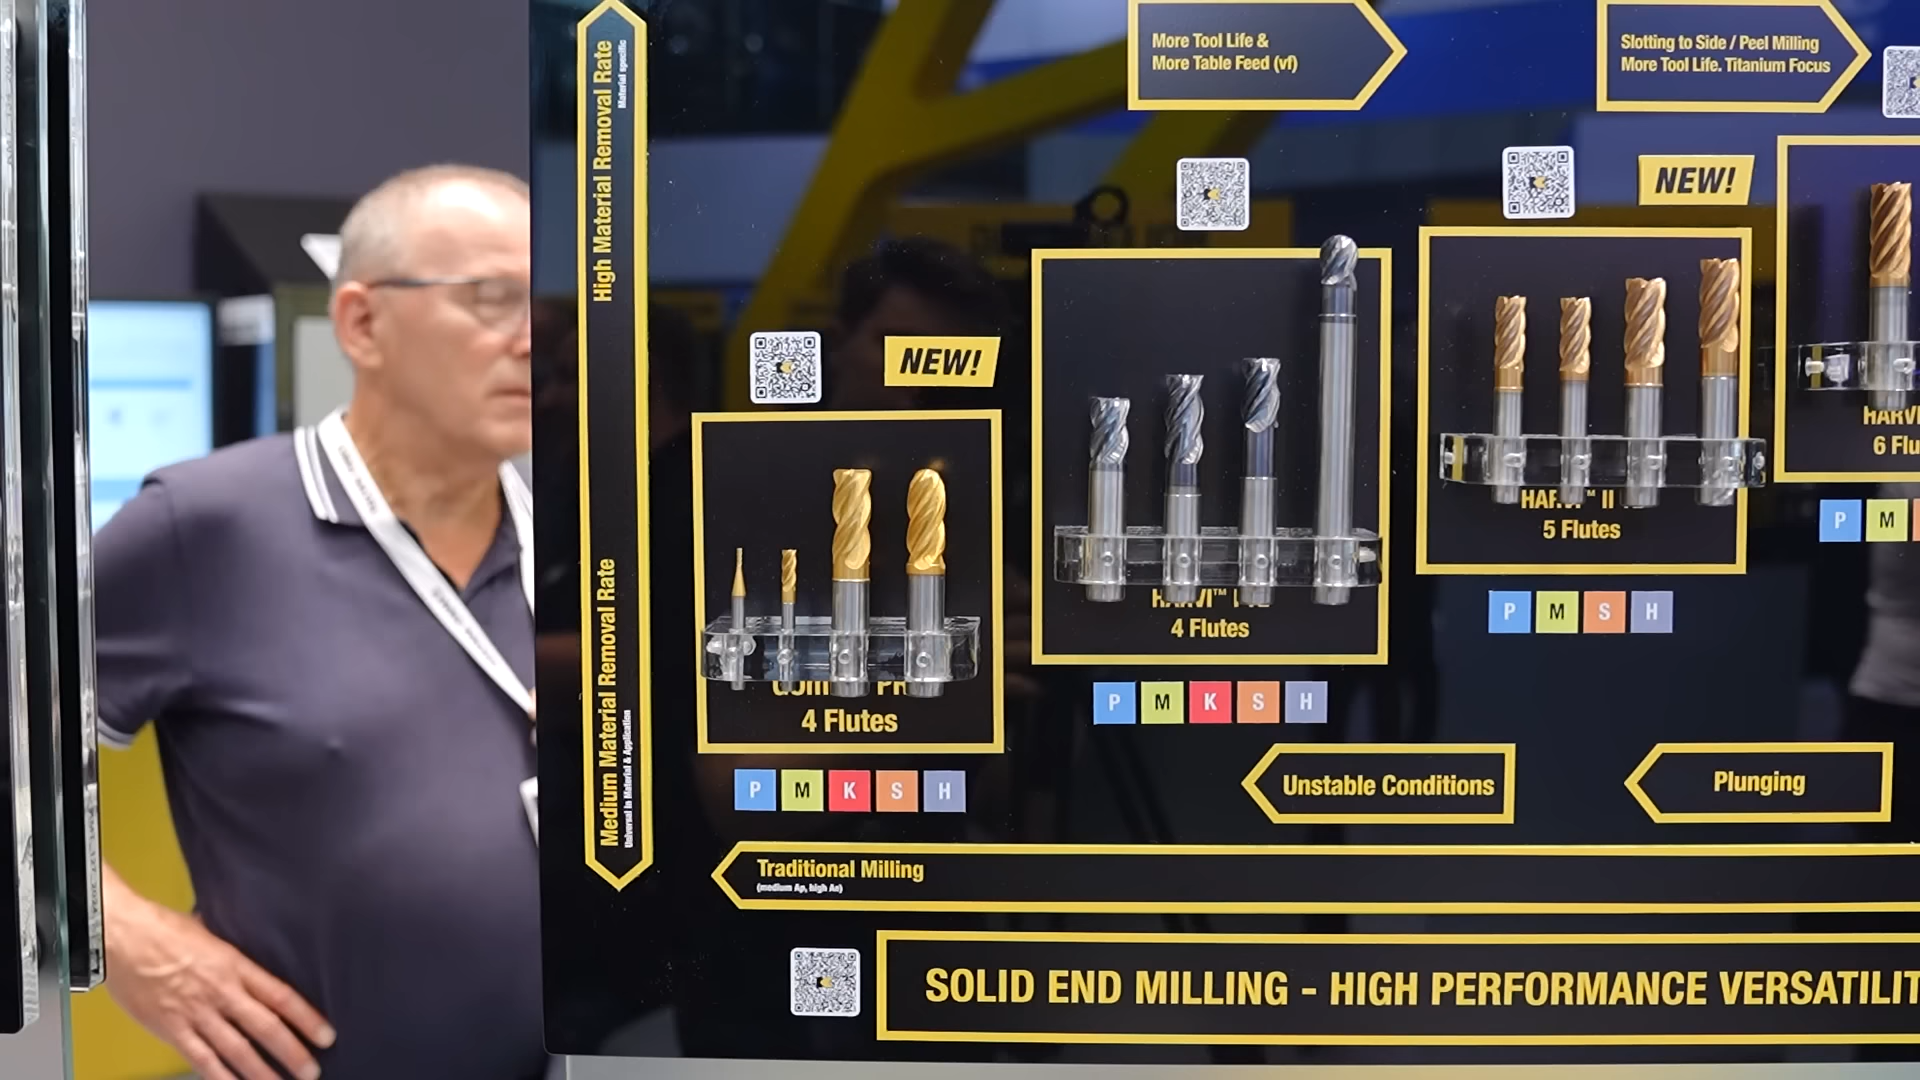 High Material Removal Rate
Material specific
Medium Material Removal Rate
Universal in Material & Application
More Tool Life &
More Table Feed (vf)
Slotting to Side / Peel Milling
More Tool Life. Titanium Focus
NEW!
NEW!
4 Flutes
P M K S H
4 Flutes
P M K S H
5 Flutes
P M S H
6 Flu
P M
Unstable Conditions
Plunging
Traditional Milling
(medium Ap, high Ae)
SOLID END MILLING - HIGH PERFORMANCE VERSATILIT